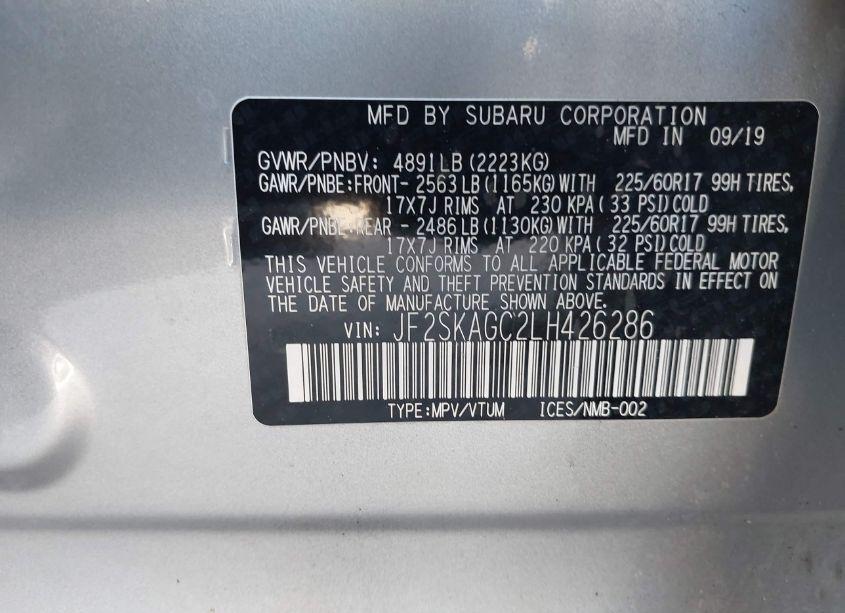 MFD BY SUBARU CORPORATION
MFD IN 09/19
GVWR/PNBV: 4891LB (2223KG)
GAWR/PNBE:FRONT- 2563 LB (1165KG) WITH 225/60R17 99H TIRES,
17X7J RIMS AT 230 KPA ( 33 PSI) COLD
GAWR/PNBE:REAR - 2486 LB (1130KG) WITH 225/60R17 99H TIRES,
17X7J RIMS AT 220 KPA ( 32 PSI) COLD
THIS VEHICLE CONFORMS TO ALL APPLICABLE FEDERAL MOTOR
VEHICLE SAFETY AND THEFT PREVENTION STANDARDS IN EFFECT ON
THE DATE OF MANUFACTURE SHOWN ABOVE.
VIN: JF2SKAGC2LH426286
TYPE:MPV/VTUM ICES/NMB-002